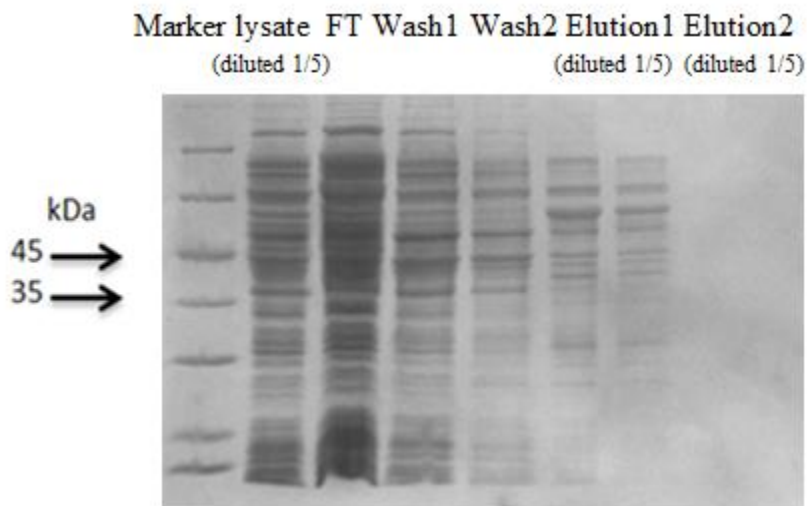 Marker lysate FT Wash1 Wash2 Elution1 Elution2
(diluted 1/5) (diluted 1/5) (diluted 1/5)
kDa
45
35